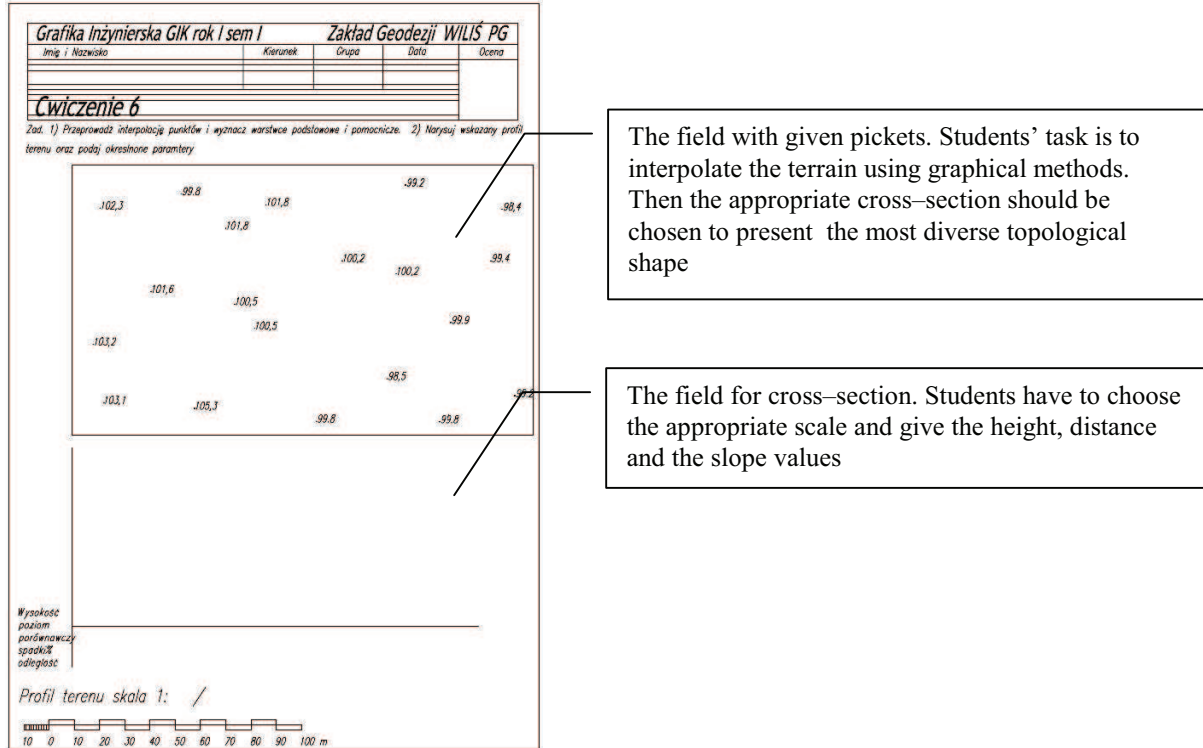 Grafika Inżynierska GIK rok I sem I Zakład Geodezji WILIŚ PG
Imię i Nazwisko Kierunek Grupa Data Ocena
Cwiczenie 6
Zad. 1) Przeprowadź interpolację punktów i wyznacz warstwce podstawowe i pomocnicze. 2) Narysuj wskazany profil
terenu oraz podaj okreslnone paramtery
.102,3 .99.8 .101,8 .99.2 .98,4
.101,8
.100,2 .100,2 .99.4
.101,6 .100,5
.100,5 .99.9
.103,2
.98,5
.103,1 .105,3 .99.8 .99.8 .98.2
Wysokość
poziom
porównawczy
spadki%
odległość
Profil terenu skala 1: /
10 0 10 20 30 40 50 60 70 80 90 100 m
The field with given pickets. Students’ task is to
interpolate the terrain using graphical methods.
Then the appropriate cross–section should be
chosen to present the most diverse topological
shape
The field for cross–section. Students have to choose
the appropriate scale and give the height, distance
and the slope values